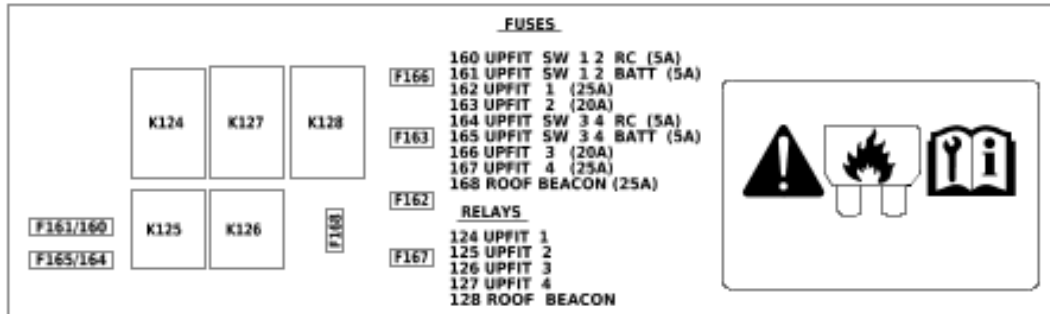 FUSES
160 UPFIT SW 1 2 RC (5A)
161 UPFIT SW 1 2 BATT (5A)
162 UPFIT 1 (25A)
163 UPFIT 2 (20A)
164 UPFIT SW 3 4 RC (5A)
165 UPFIT SW 3 4 BATT (5A)
166 UPFIT 3 (20A)
167 UPFIT 4 (25A)
168 ROOF BEACON (25A)
RELAYS
124 UPFIT 1
125 UPFIT 2
126 UPFIT 3
127 UPFIT 4
128 ROOF BEACON
K124
K127
K128
K125
K126
F161/160
F165/164
F168
F166
F163
F162
F167